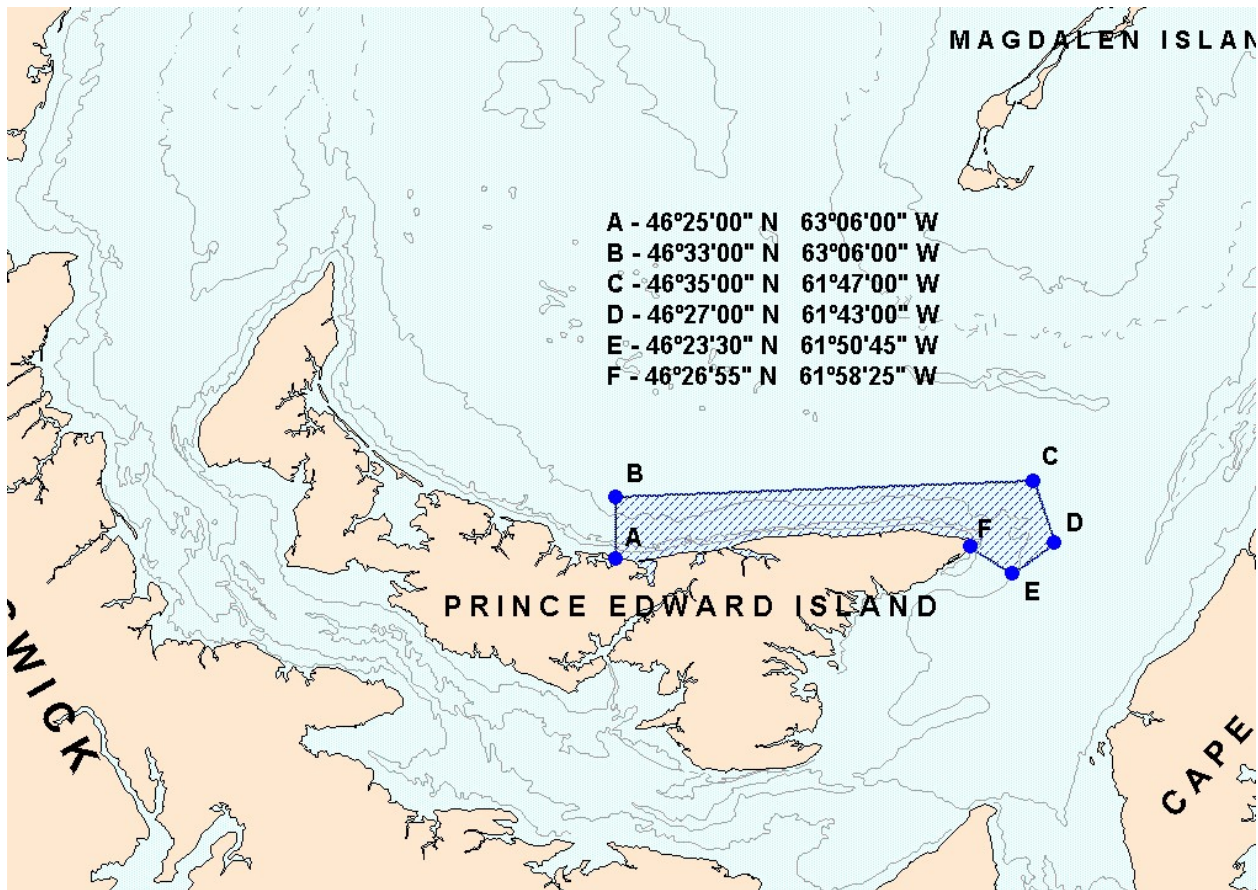 MAGDALEN ISLAN
A - 46º25'00" N 63º06'00" W
B - 46º33'00" N 63º06'00" W
C - 46º35'00" N 61º47'00" W
D - 46º27'00" N 61º43'00" W
E - 46º23'30" N 61º50'45" W
F - 46º26'55" N 61º58'25" W
C
B
D
F
A
E
PRINCE EDWARD ISLAND
WICK
CAPE